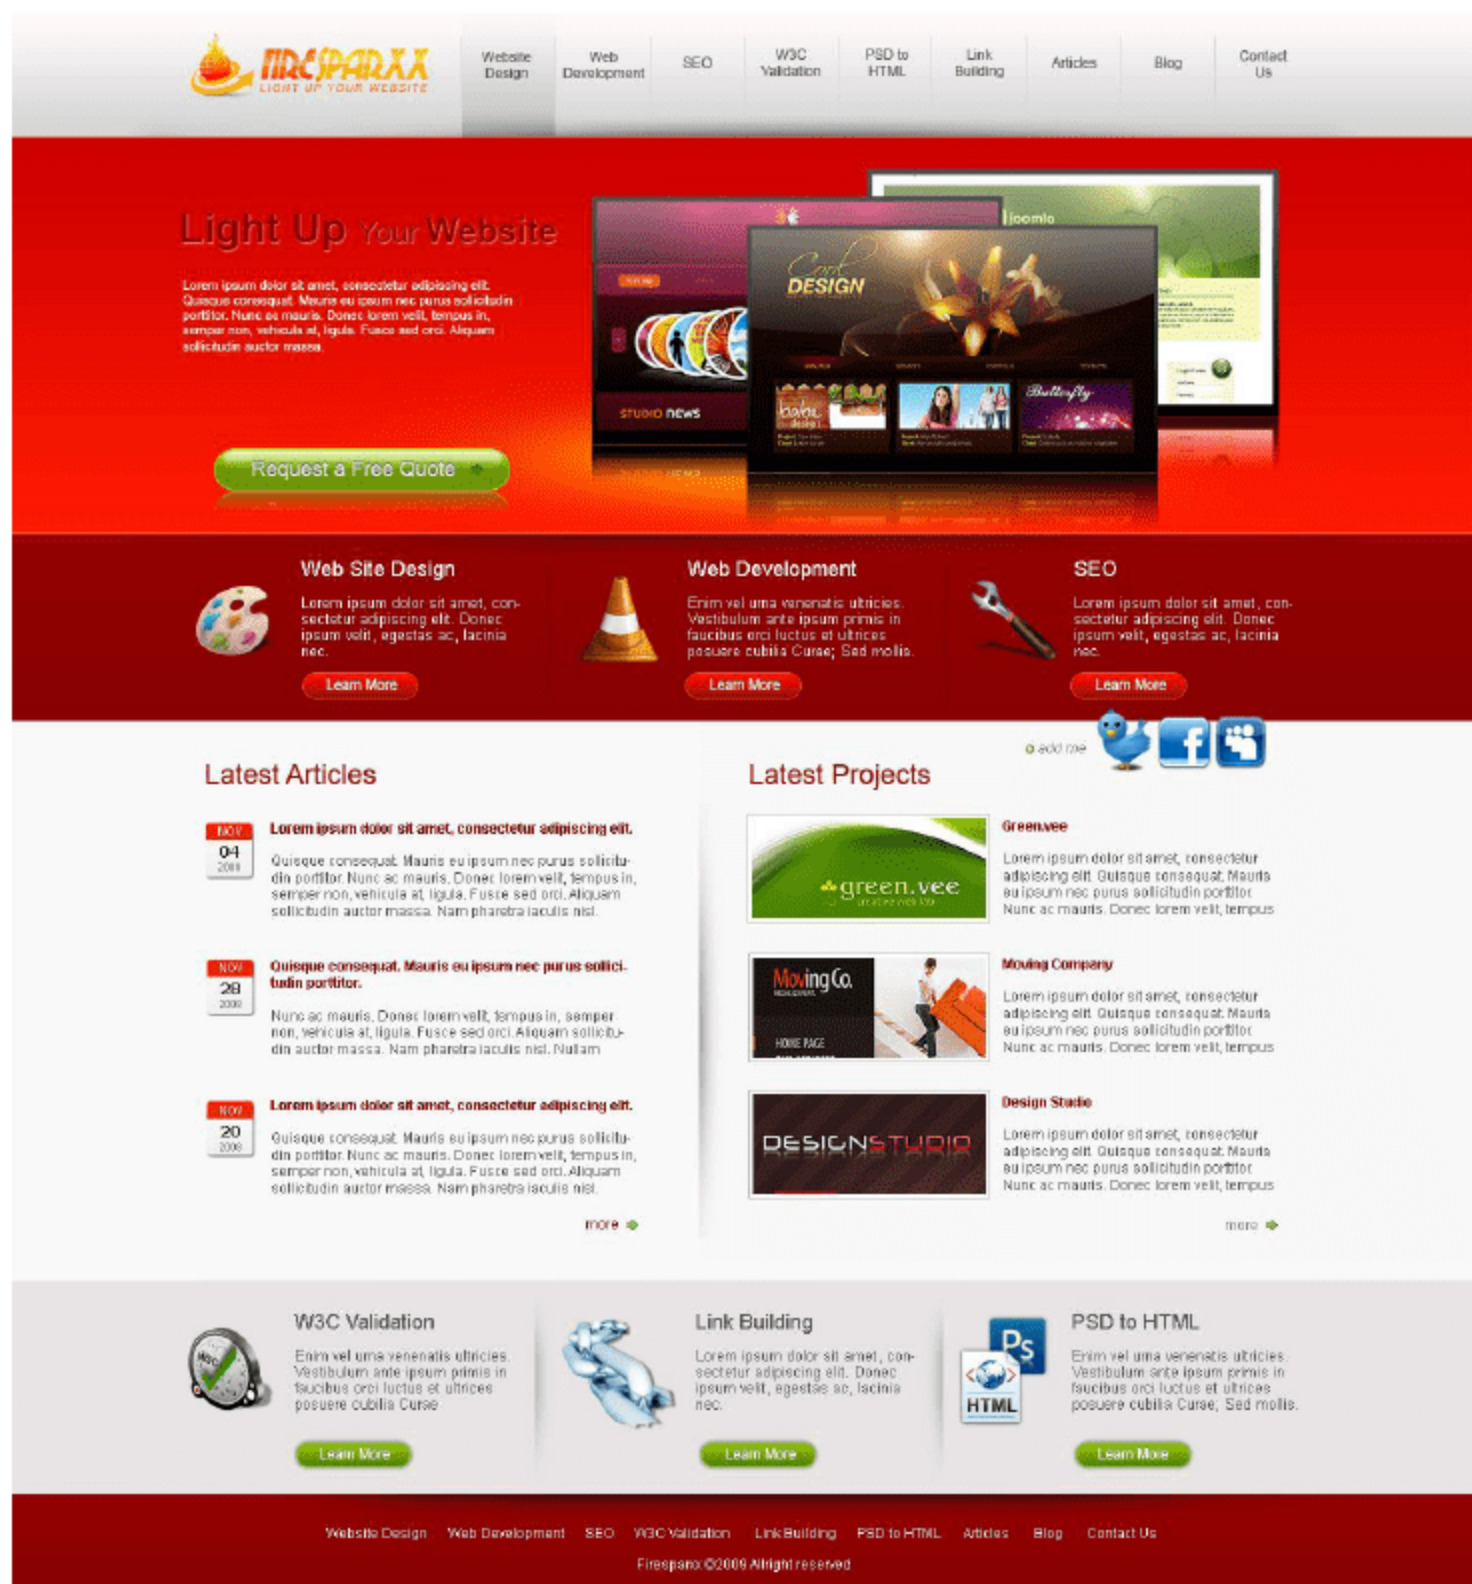 FIRESPARXX
LIGHT UP YOUR WEBSITE
Website
Design
Web
Development
SEO
W3C
Validation
PSD to
HTML
Link
Building
Articles
Blog
Contact
Us
Light Up Your Website
Lorem ipsum dolor sit amet, consectetur adipiscing elit.
Quisque consequat. Mauris eu ipsum nec purus sollicitudin
porttitor. Nunc ac mauris. Donec lorem velit, tempus in,
semper non, vehicula at, ligula. Fusce sed orci. Aliquam
sollicitudin auctor massa.
Request a Free Quote
joomla
Cool
DESIGN
STUDIO NEWS
baba
design
Butterfly
Web Site Design
Lorem ipsum dolor sit amet, con-
sectetur adipiscing elit. Donec
ipsum velit, egestas ac, lacinia
nec.
Learn More
Web Development
Enim vel urna venenatis ultricies.
Vestibulum ante ipsum primis in
faucibus orci luctus et ultrices
posuere cubilia Curae; Sed mollis.
Learn More
SEO
Lorem ipsum dolor sit amet, con-
sectetur adipiscing elit. Donec
ipsum velit, egestas ac, lacinia
nec.
Learn More
add me
Latest Articles
NOV
04
2008
Lorem ipsum dolor sit amet, consectetur adipiscing elit.
Quisque consequat. Mauris eu ipsum nec purus sollicitu-
din porttitor. Nunc ac mauris. Donec lorem velit, tempus in,
semper non, vehicula at, ligula. Fusce sed orci. Aliquam
sollicitudin auctor massa. Nam pharetra iaculis nisl.
NOV
28
2008
Quisque consequat. Mauris eu ipsum nec purus sollici-
tudin porttitor.
Nunc ac mauris. Donec lorem velit, tempus in, semper
non, vehicula at, ligula. Fusce sed orci. Aliquam sollicitu-
din auctor massa. Nam pharetra iaculis nisl. Nullam
NOV
20
2008
Lorem ipsum dolor sit amet, consectetur adipiscing elit.
Quisque consequat. Mauris eu ipsum nec purus sollicitu-
din porttitor. Nunc ac mauris. Donec lorem velit, tempus in,
semper non, vehicula at, ligula. Fusce sed orci. Aliquam
sollicitudin auctor massa. Nam pharetra iaculis nisl.
more
Latest Projects
green.vee
creative web lab
Green.vee
Lorem ipsum dolor sit amet, consectetur
adipiscing elit. Quisque consequat. Mauris
eu ipsum nec purus sollicitudin porttitor.
Nunc ac mauris. Donec lorem velit, tempus
MovingCo.
HOME PAGE
Moving Company
Lorem ipsum dolor sit amet, consectetur
adipiscing elit. Quisque consequat. Mauris
eu ipsum nec purus sollicitudin porttitor.
Nunc ac mauris. Donec lorem velit, tempus
DESIGNSTUDIO
Design Studio
Lorem ipsum dolor sit amet, consectetur
adipiscing elit. Quisque consequat. Mauris
eu ipsum nec purus sollicitudin porttitor.
Nunc ac mauris. Donec lorem velit, tempus
more
W3C
W3C Validation
Enim vel urna venenatis ultricies.
Vestibulum ante ipsum primis in
faucibus orci luctus et ultrices
posuere cubilia Curae
Learn More
Link Building
Lorem ipsum dolor sit amet, con-
sectetur adipiscing elit. Donec
ipsum velit, egestas ac, lacinia
nec.
Learn More
Ps
HTML
PSD to HTML
Enim vel urna venenatis ultricies.
Vestibulum ante ipsum primis in
faucibus orci luctus et ultrices
posuere cubilia Curae; Sed mollis.
Learn More
Website Design Web Development SEO W3C Validation Link Building PSD to HTML Articles Blog Contact Us
Firesparxx ©2009 Allright reserved